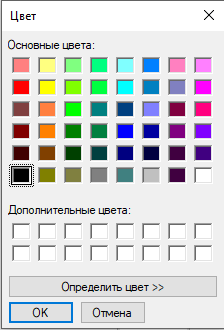 Цвет
Основные цвета:
Дополнительные цвета:
Определить цвет >>
OK
Отмена